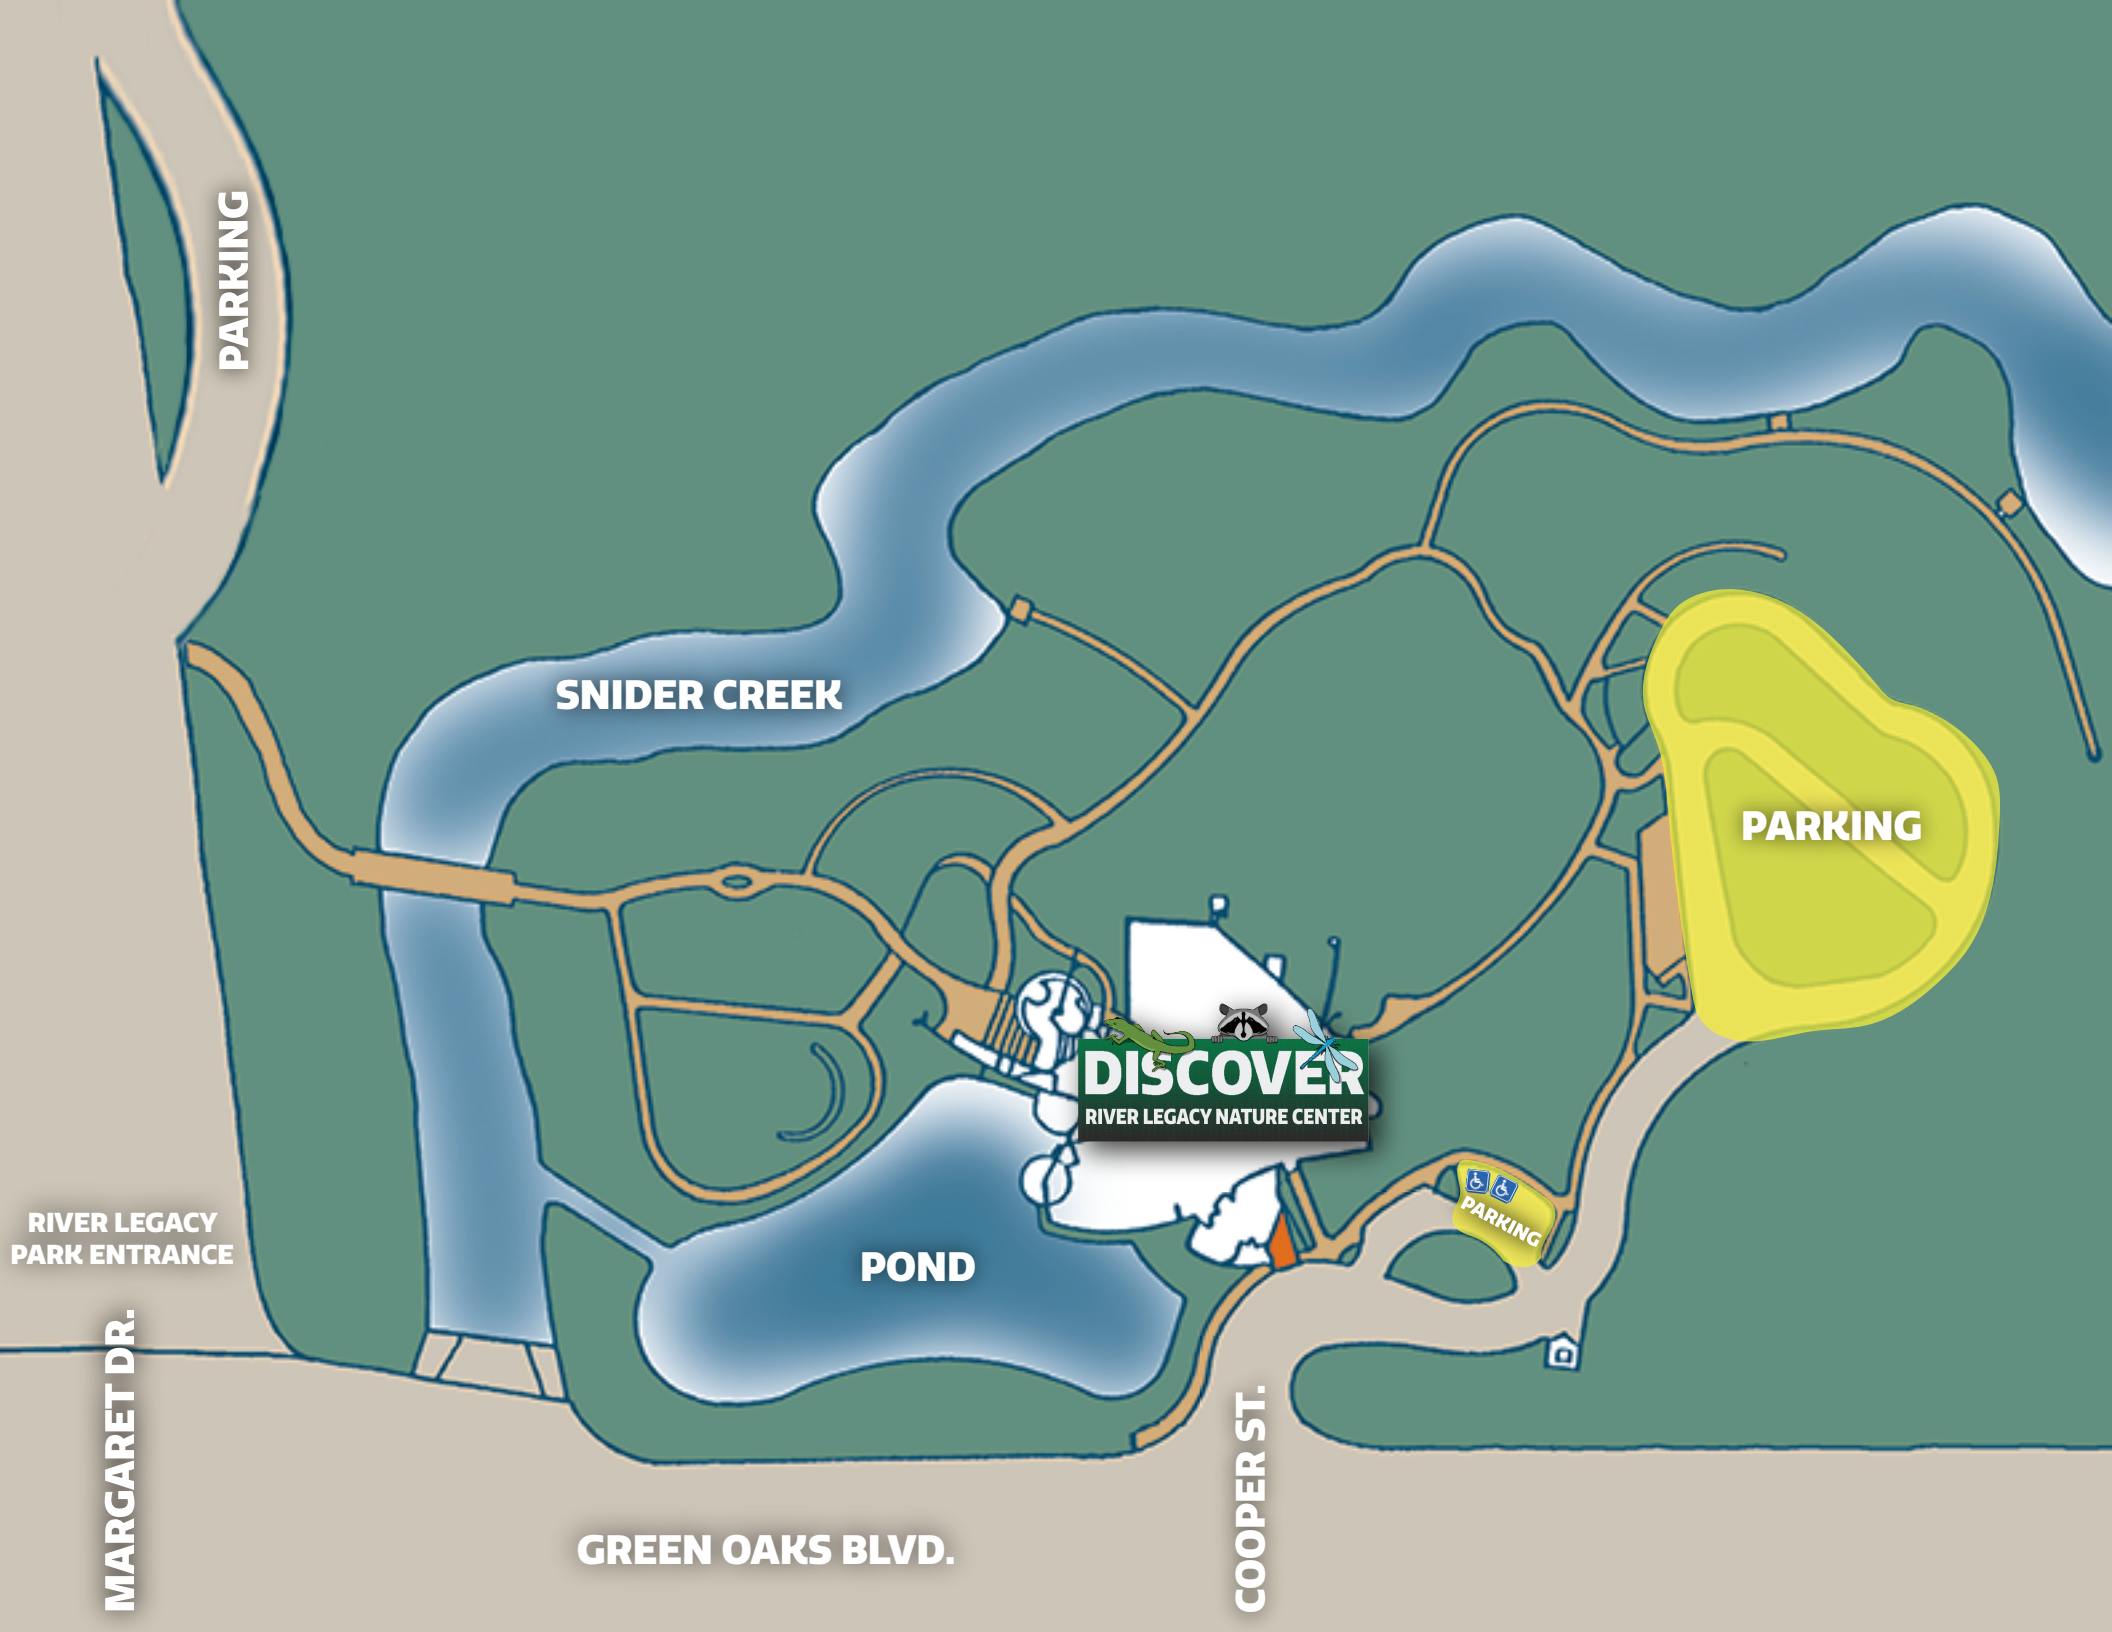 PARKING
SNIDER CREEK
PARKING
DISCOVER
RIVER LEGACY NATURE CENTER
PARKING
RIVER LEGACY
PARK ENTRANCE
POND
MARGARET DR.
COOPER ST.
GREEN OAKS BLVD.